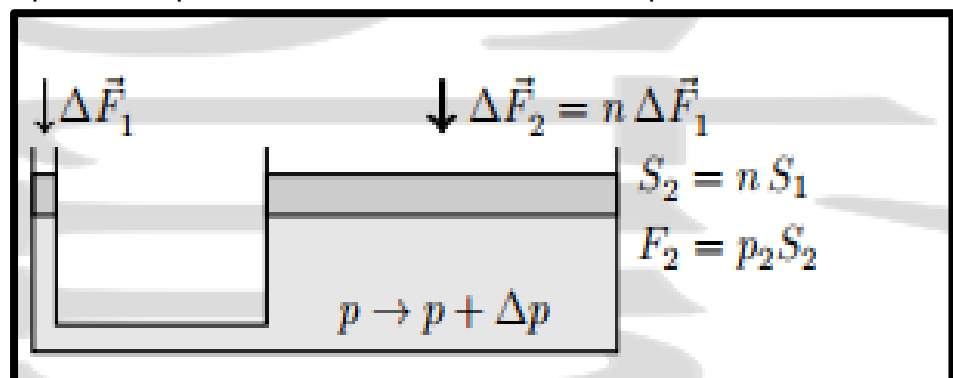 ΔF⃗₁
ΔF⃗₂ = n ΔF⃗₁
S₂ = n S₁
F₂ = p₂S₂
p → p + Δp